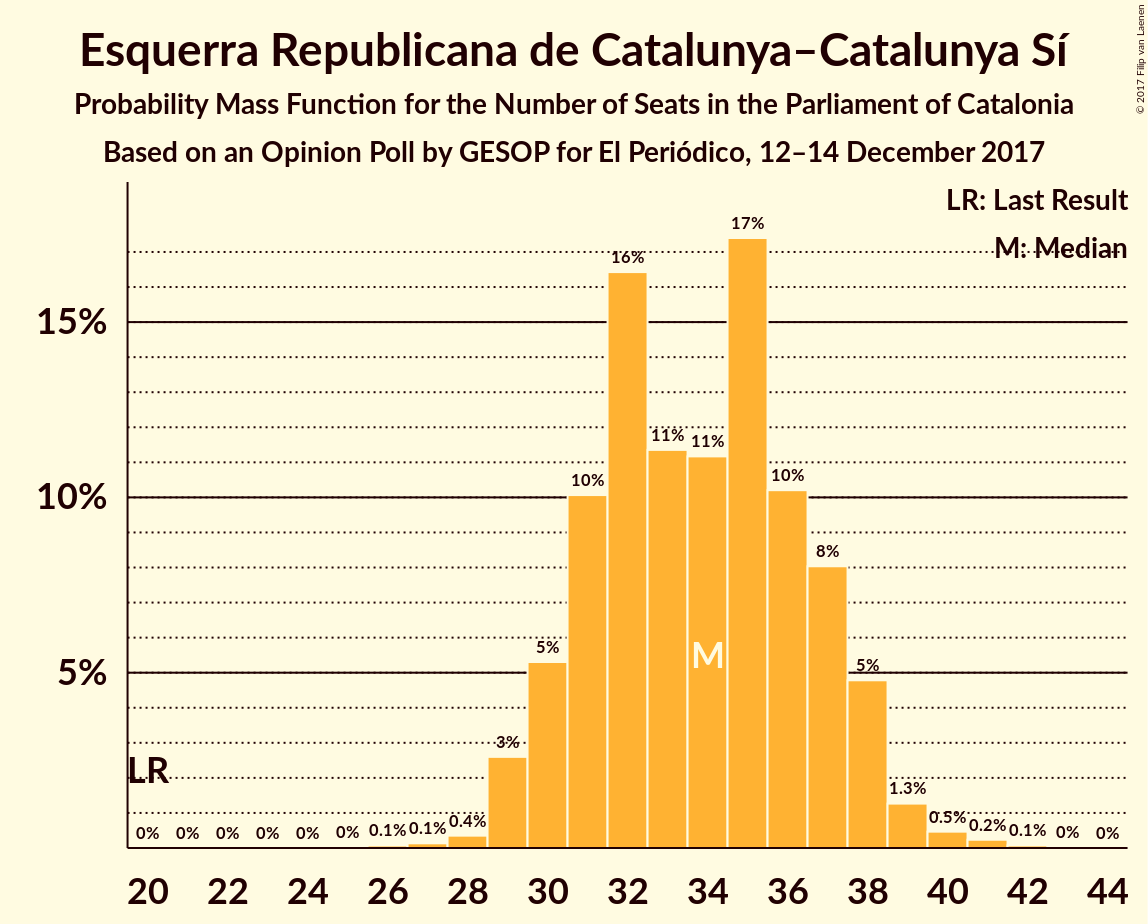 Esquerra Republicana de Catalunya–Catalunya Sí
Probability Mass Function for the Number of Seats in the Parliament of Catalonia
Based on an Opinion Poll by GESOP for El Periódico, 12–14 December 2017
© 2017 Filip van Laenen
LR: Last Result
M: Median
17%
16%
15%
11%
11%
10%
10%
10%
8%
M
5%
5%
5%
3%
LR
1.3%
0% 0% 0% 0% 0% 0% 0.1% 0.1% 0.4% 0.5% 0.2% 0.1% 0% 0%
20 22 24 26 28 30 32 34 36 38 40 42 44